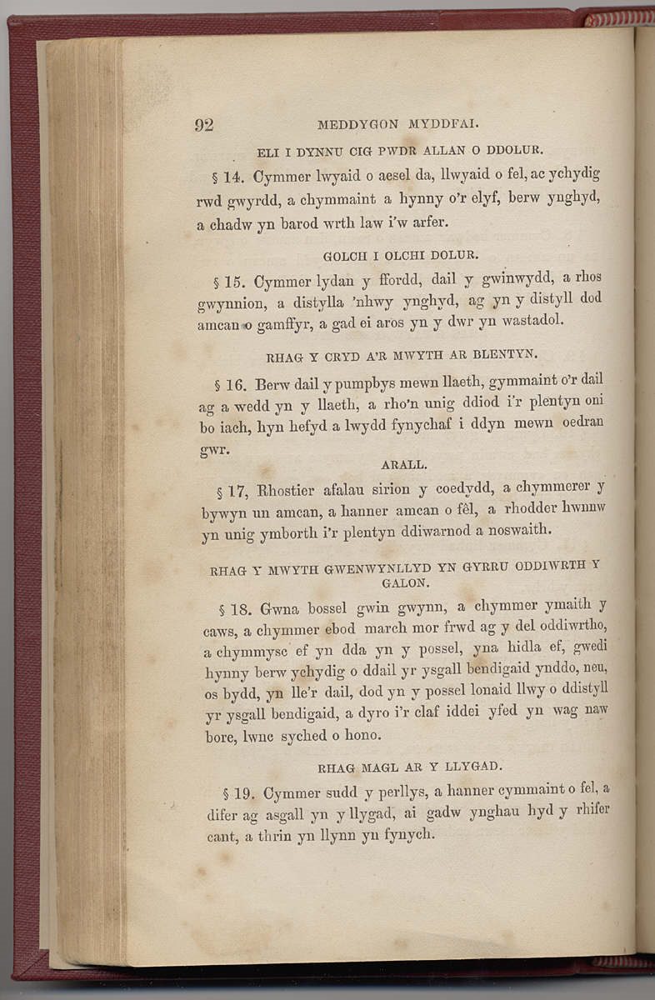 92 MEDDYGON MYDDFAI.
ELI I DYNNU CIG PWDR ALLAN O DDOLUR.
§ 14. Cymmer lwyaid o aesel da, llwyaid o fel, ac ychydig
rwd gwyrdd, a chymmaint a hynny o'r elyf, berw ynghyd,
a chadw yn barod wrth law i'w arfer.
GOLCH I OLCHI DOLUR.
§ 15. Cymmer lydan y ffordd, dail y gwinwydd, a rhos
gwynnion, a distylla 'nhwy ynghyd, ag yn y distyll dod
amcan o gamffyr, a gad ei aros yn y dwr yn wastadol.
RHAG Y CRYD A'R MWYTH AR BLENTYN.
§ 16. Berw dail y pumpbys mewn llaeth, gymmaint o'r dail
ag a wedd yn y llaeth, a rho'n unig ddiod i'r plentyn oni
bo iach, hyn hefyd a lwydd fynychaf i ddyn mewn oedran
gwr.
ARALL.
§ 17, Rhostier afalau sirion y coedydd, a chymmerer y
bywyn un amcan, a hanner amcan o fêl, a rhodder hwnnw
yn unig ymborth i'r plentyn ddiwarnod a noswaith.
RHAG Y MWYTH GWENWYNLLYD YN GYRRU ODDIWRTH Y
GALON.
§ 18. Gwna bossel gwin gwynn, a chymmer ymaith y
caws, a chymmer ebod march mor frwd ag y del oddiwrtho,
a chymmysc ef yn dda yn y possel, yna hidla ef, gwedi
hynny berw ychydig o ddail yr ysgall bendigaid ynddo, neu,
os bydd, yn lle'r dail, dod yn y possel lonaid llwy o ddistyll
yr ysgall bendigaid, a dyro i'r claf iddei yfed yn wag naw
bore, lwnc syched o hono.
RHAG MAGL AR Y LLYGAD.
§ 19. Cymmer sudd y perllys, a hanner cymmaint o fel, a
difer ag asgall yn y llygad, ai gadw ynghau hyd y rhifer
cant, a thrin yn llynn yn fynych.